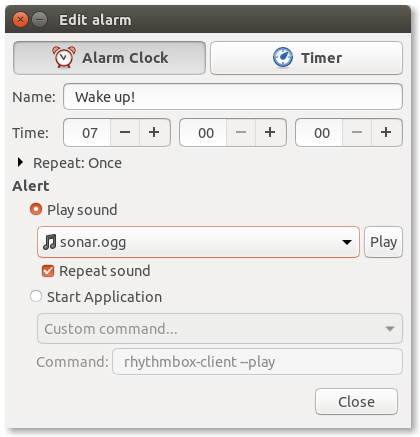 Edit alarm
Alarm Clock Timer
Name: Wake up!
Time: 07 − + 00 − + 00 − +
Repeat: Once
Alert
Play sound
sonar.ogg Play
Repeat sound
Start Application
Custom command...
Command: rhythmbox-client --play
Close